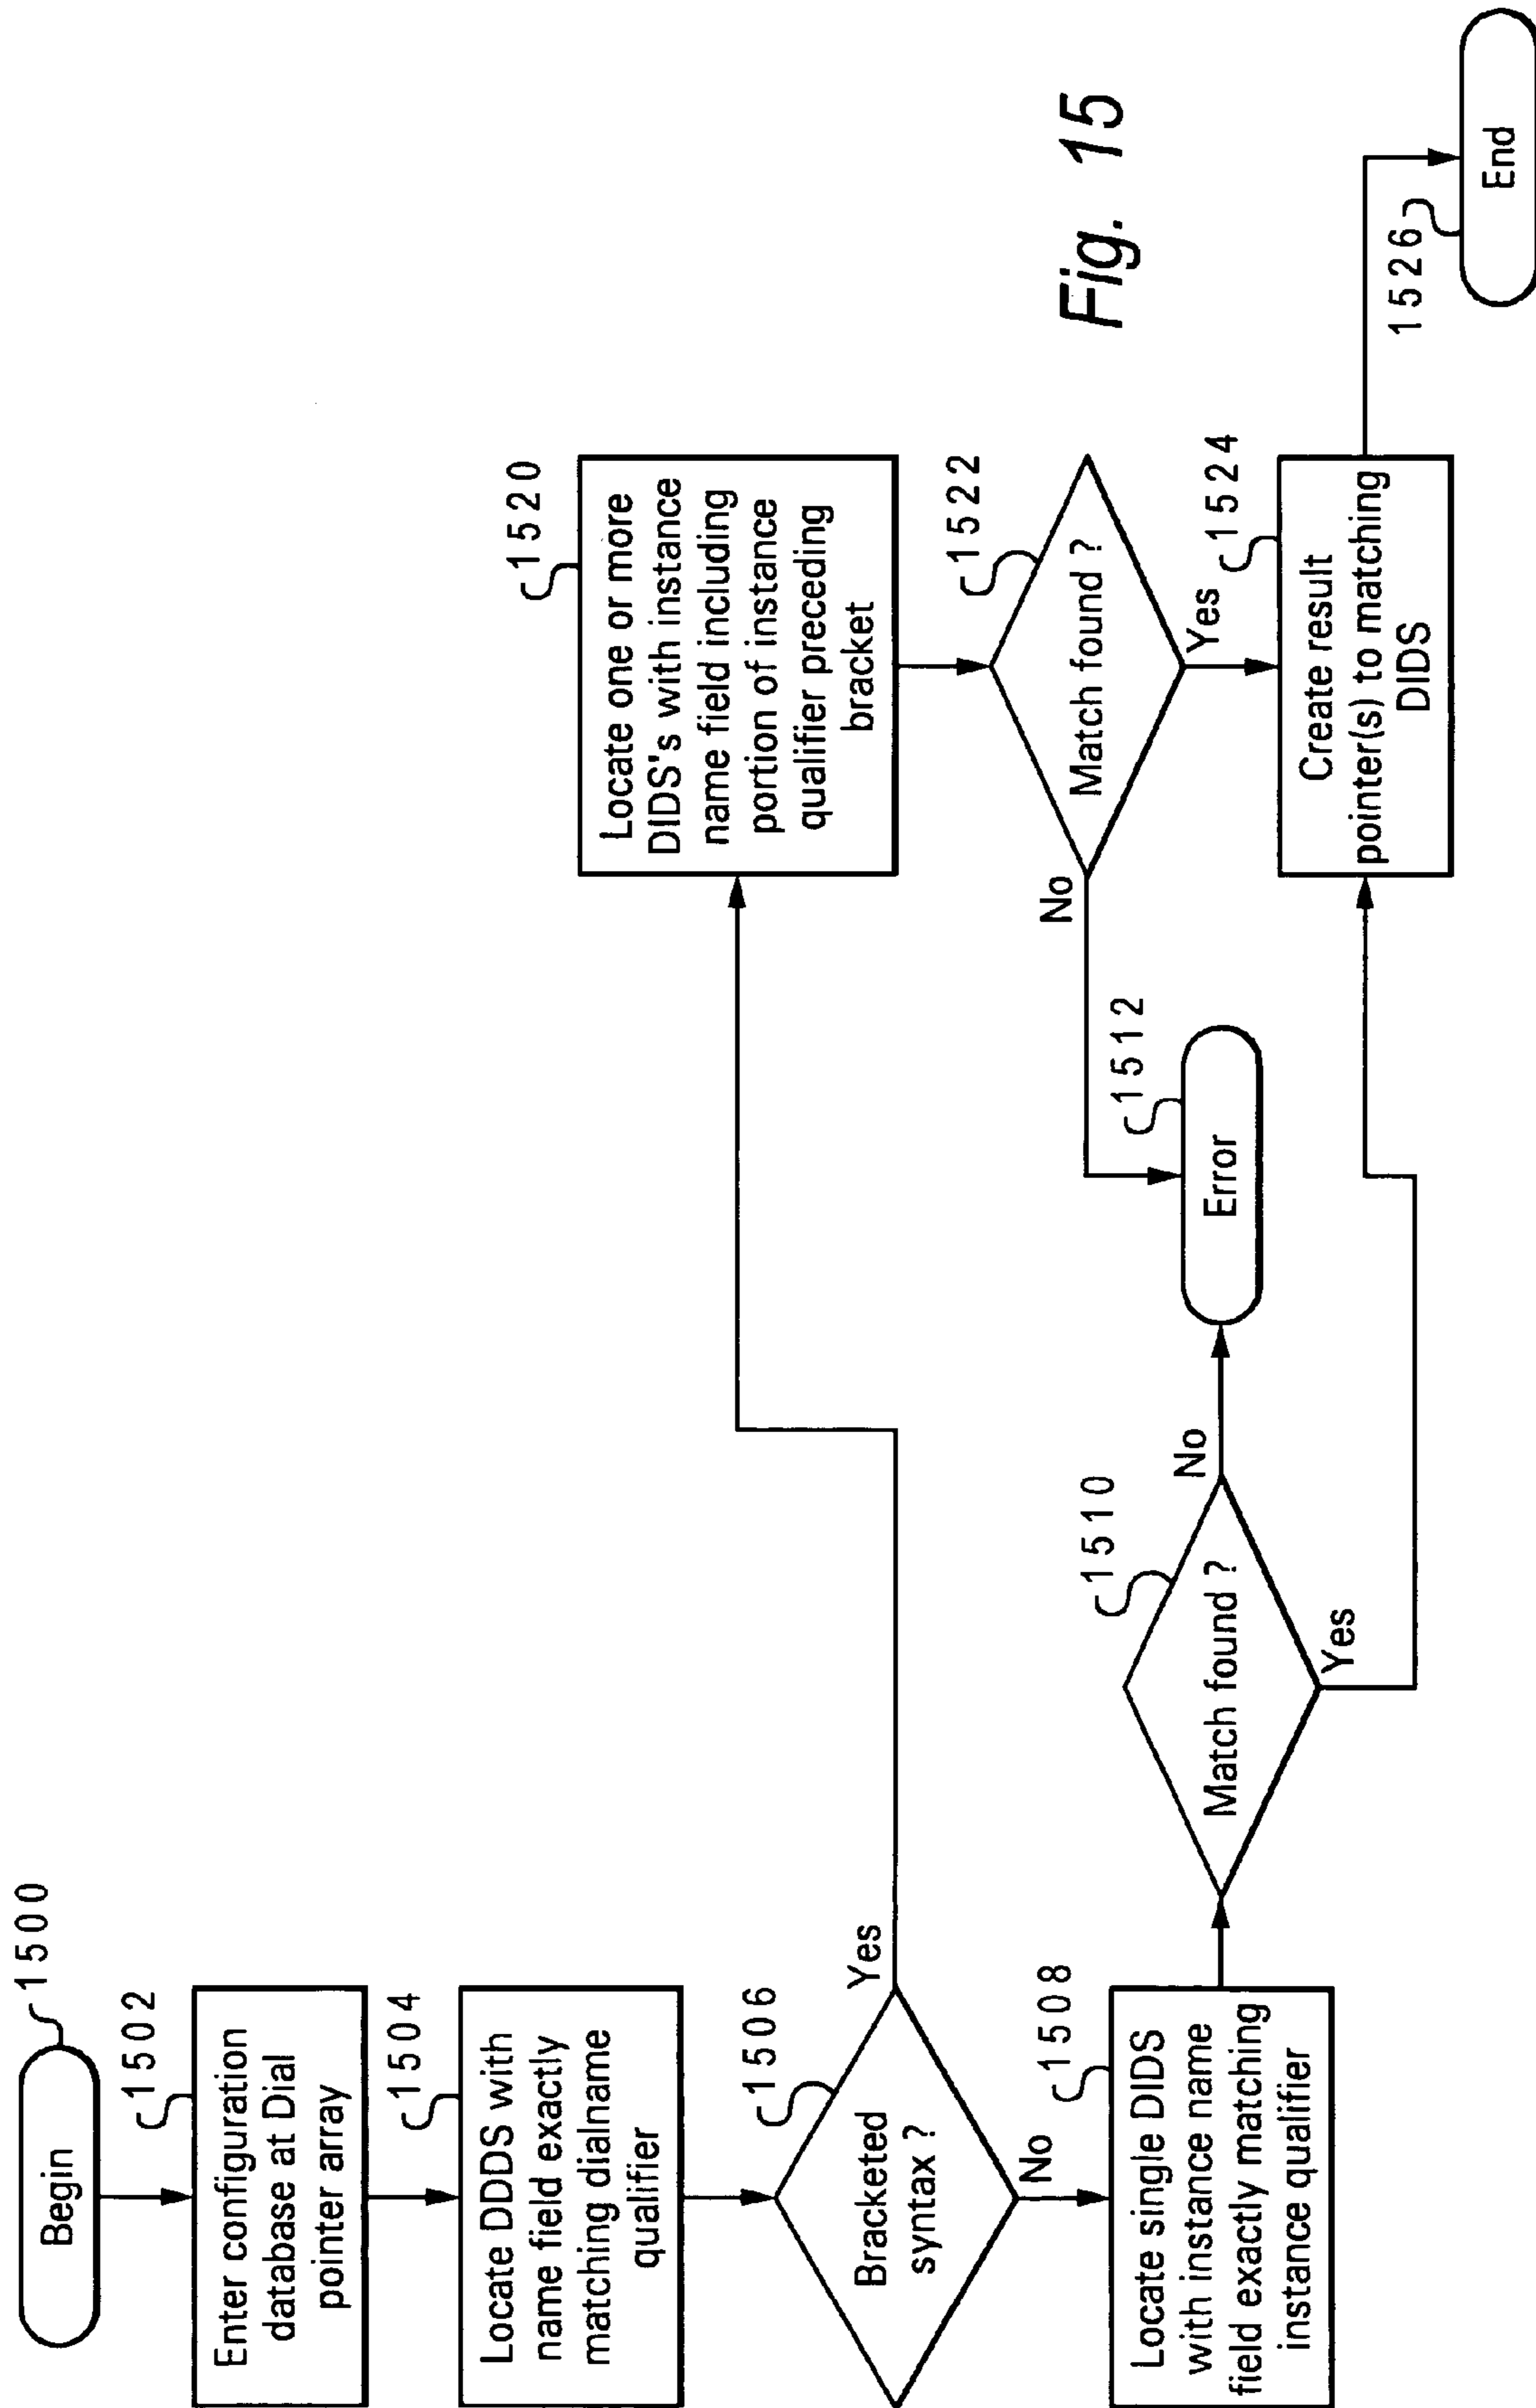 Begin
1500
Enter configuration
database at Dial
pointer array
1502
Locate DDDS with
name field exactly
matching dialname
qualifier
1504
Bracketed
syntax ?
1506
Yes
No
Locate single DIDS
with instance name
field exactly matching
instance qualifier
1508
Match found ?
1510
No
Yes
Error
1512
Locate one or more
DIDS's with instance
name field including
portion of instance
qualifier preceding
bracket
1520
Match found ?
1522
No
Yes
Create result
pointer(s) to matching
DIDS
1524
1526
End
Fig. 15